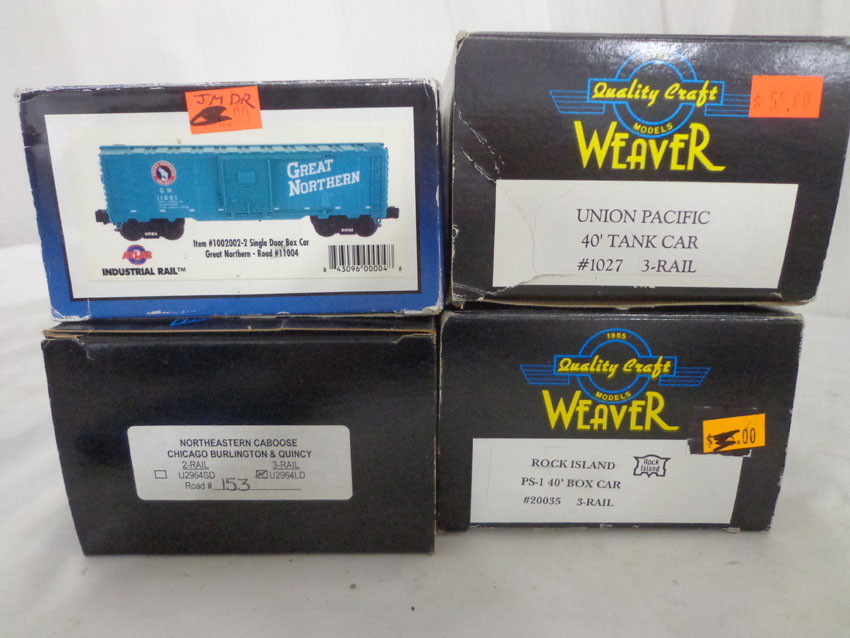 JM DR
.00
GREAT
NORTHERN
G N
11001
Item #1002002-2 Single Door Box Car
Great Northern - Road #11004
ATLAS
INDUSTRIAL RAIL™
43096 00004
8
Quality Craft
MODELS
WEAVER
UNION PACIFIC
40' TANK CAR
#1027 3-RAIL
NORTHEASTERN CABOOSE
CHICAGO BURLINGTON & QUINCY
2-RAIL 3-RAIL
U2964SD U2964LD
Road # 153
1965
Quality Craft
MODELS
WEAVER
$ .00
ROCK ISLAND Rock Island
PS-1 40' BOX CAR
#20035 3-RAIL